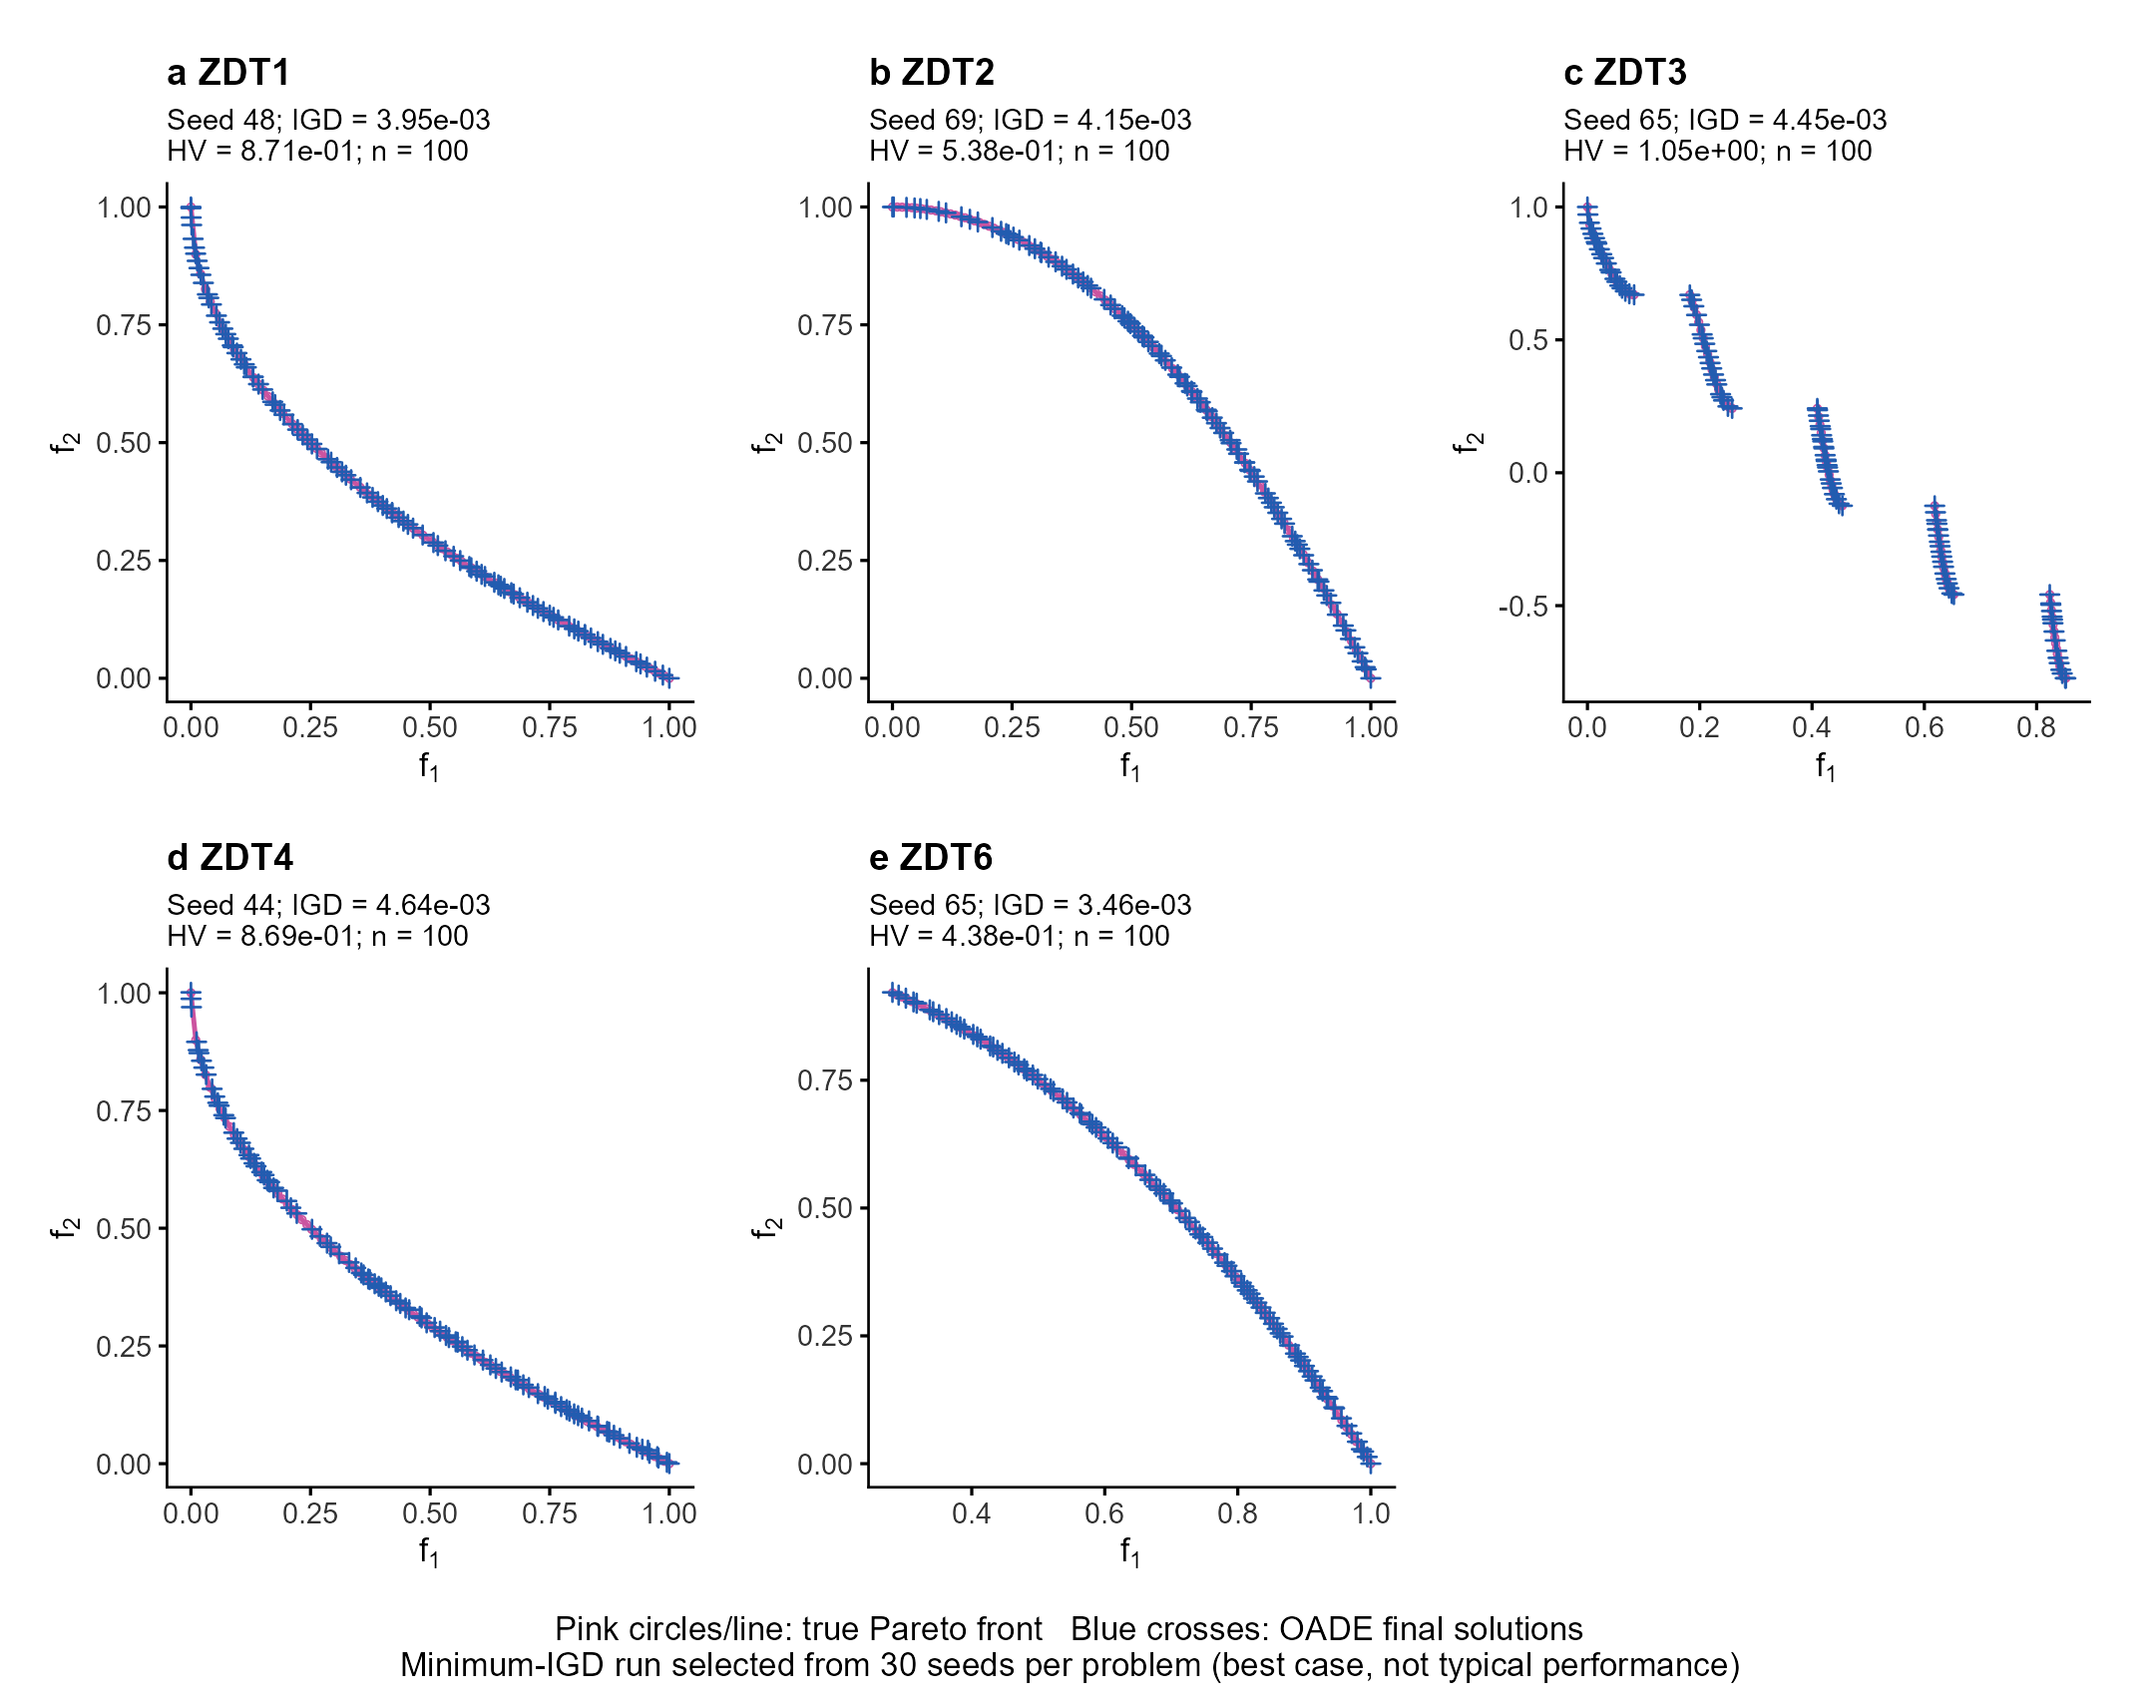 a ZDT1
Seed 48; IGD = 3.95e-03
HV = 8.71e-01; n = 100
1.00
0.75
0.50
0.25
0.00
f₂
0.00 0.25 0.50 0.75 1.00
f₁
b ZDT2
Seed 69; IGD = 4.15e-03
HV = 5.38e-01; n = 100
1.00
0.75
0.50
0.25
0.00
f₂
0.00 0.25 0.50 0.75 1.00
f₁
c ZDT3
Seed 65; IGD = 4.45e-03
HV = 1.05e+00; n = 100
1.0
0.5
0.0
-0.5
f₂
0.0 0.2 0.4 0.6 0.8
f₁
d ZDT4
Seed 44; IGD = 4.64e-03
HV = 8.69e-01; n = 100
1.00
0.75
0.50
0.25
0.00
f₂
0.00 0.25 0.50 0.75 1.00
f₁
e ZDT6
Seed 65; IGD = 3.46e-03
HV = 4.38e-01; n = 100
0.75
0.50
0.25
0.00
f₂
0.4 0.6 0.8 1.0
f₁
Pink circles/line: true Pareto front Blue crosses: OADE final solutions
Minimum-IGD run selected from 30 seeds per problem (best case, not typical performance)